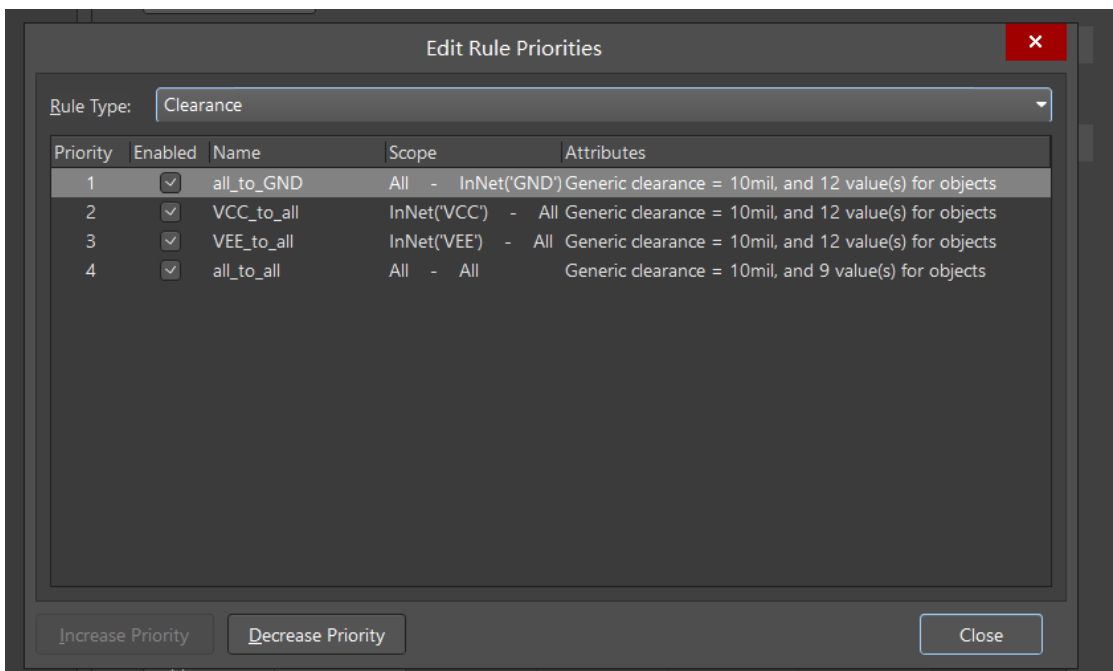 Edit Rule Priorities
Rule Type: Clearance
Priority Enabled Name Scope Attributes
1 all_to_GND All - InNet('GND') Generic clearance = 10mil, and 12 value(s) for objects
2 VCC_to_all InNet('VCC') - All Generic clearance = 10mil, and 12 value(s) for objects
3 VEE_to_all InNet('VEE') - All Generic clearance = 10mil, and 12 value(s) for objects
4 all_to_all All - All Generic clearance = 10mil, and 9 value(s) for objects
Increase Priority Decrease Priority Close